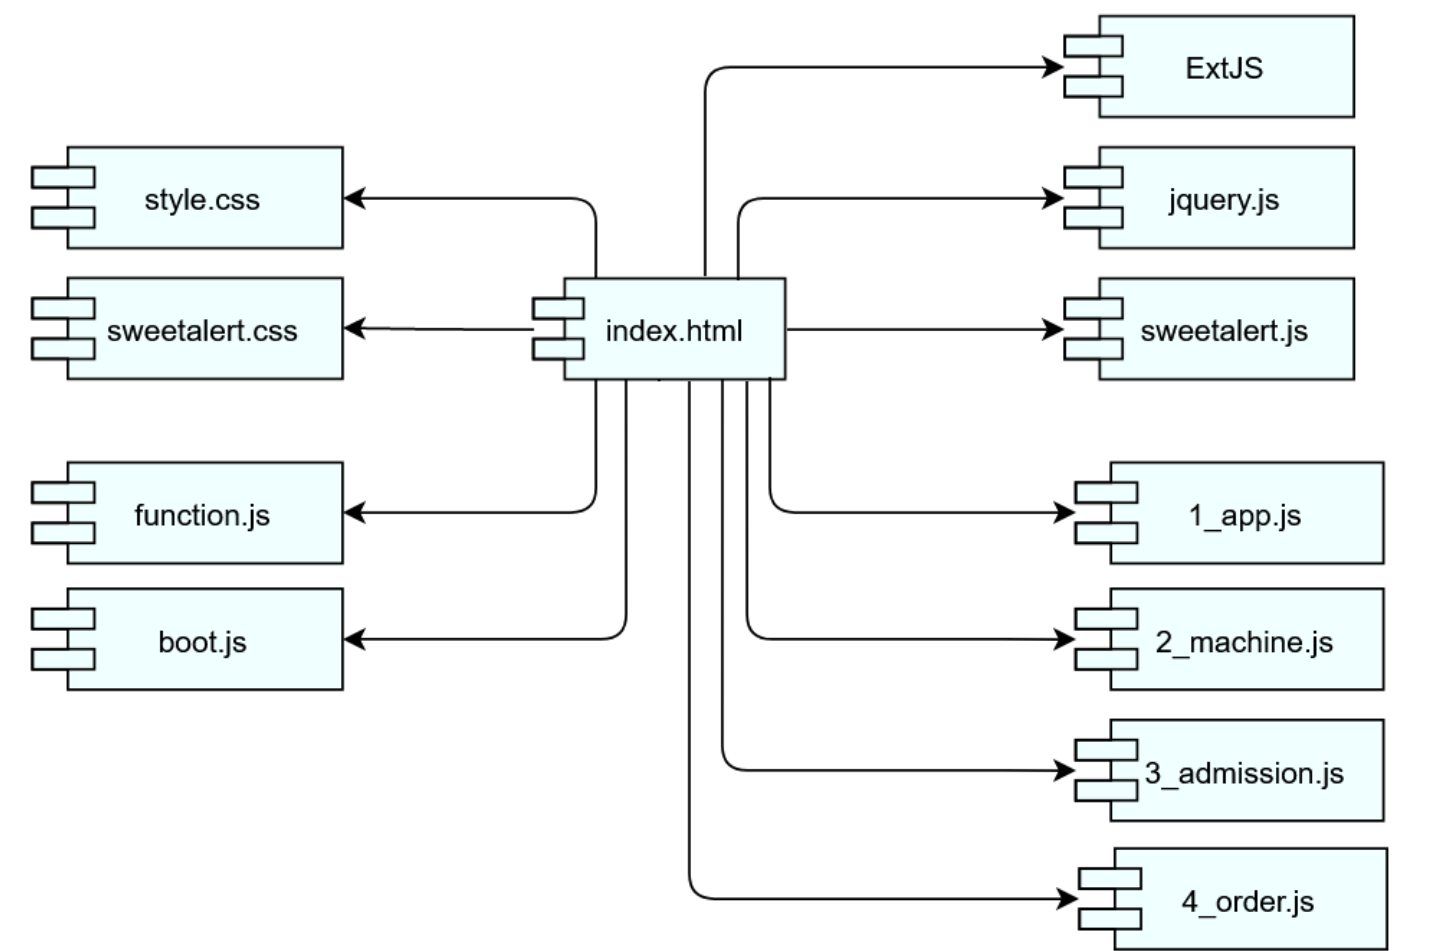 ExtJS
style.css
jquery.js
sweetalert.css
index.html
sweetalert.js
function.js
1_app.js
boot.js
2_machine.js
3_admission.js
4_order.js